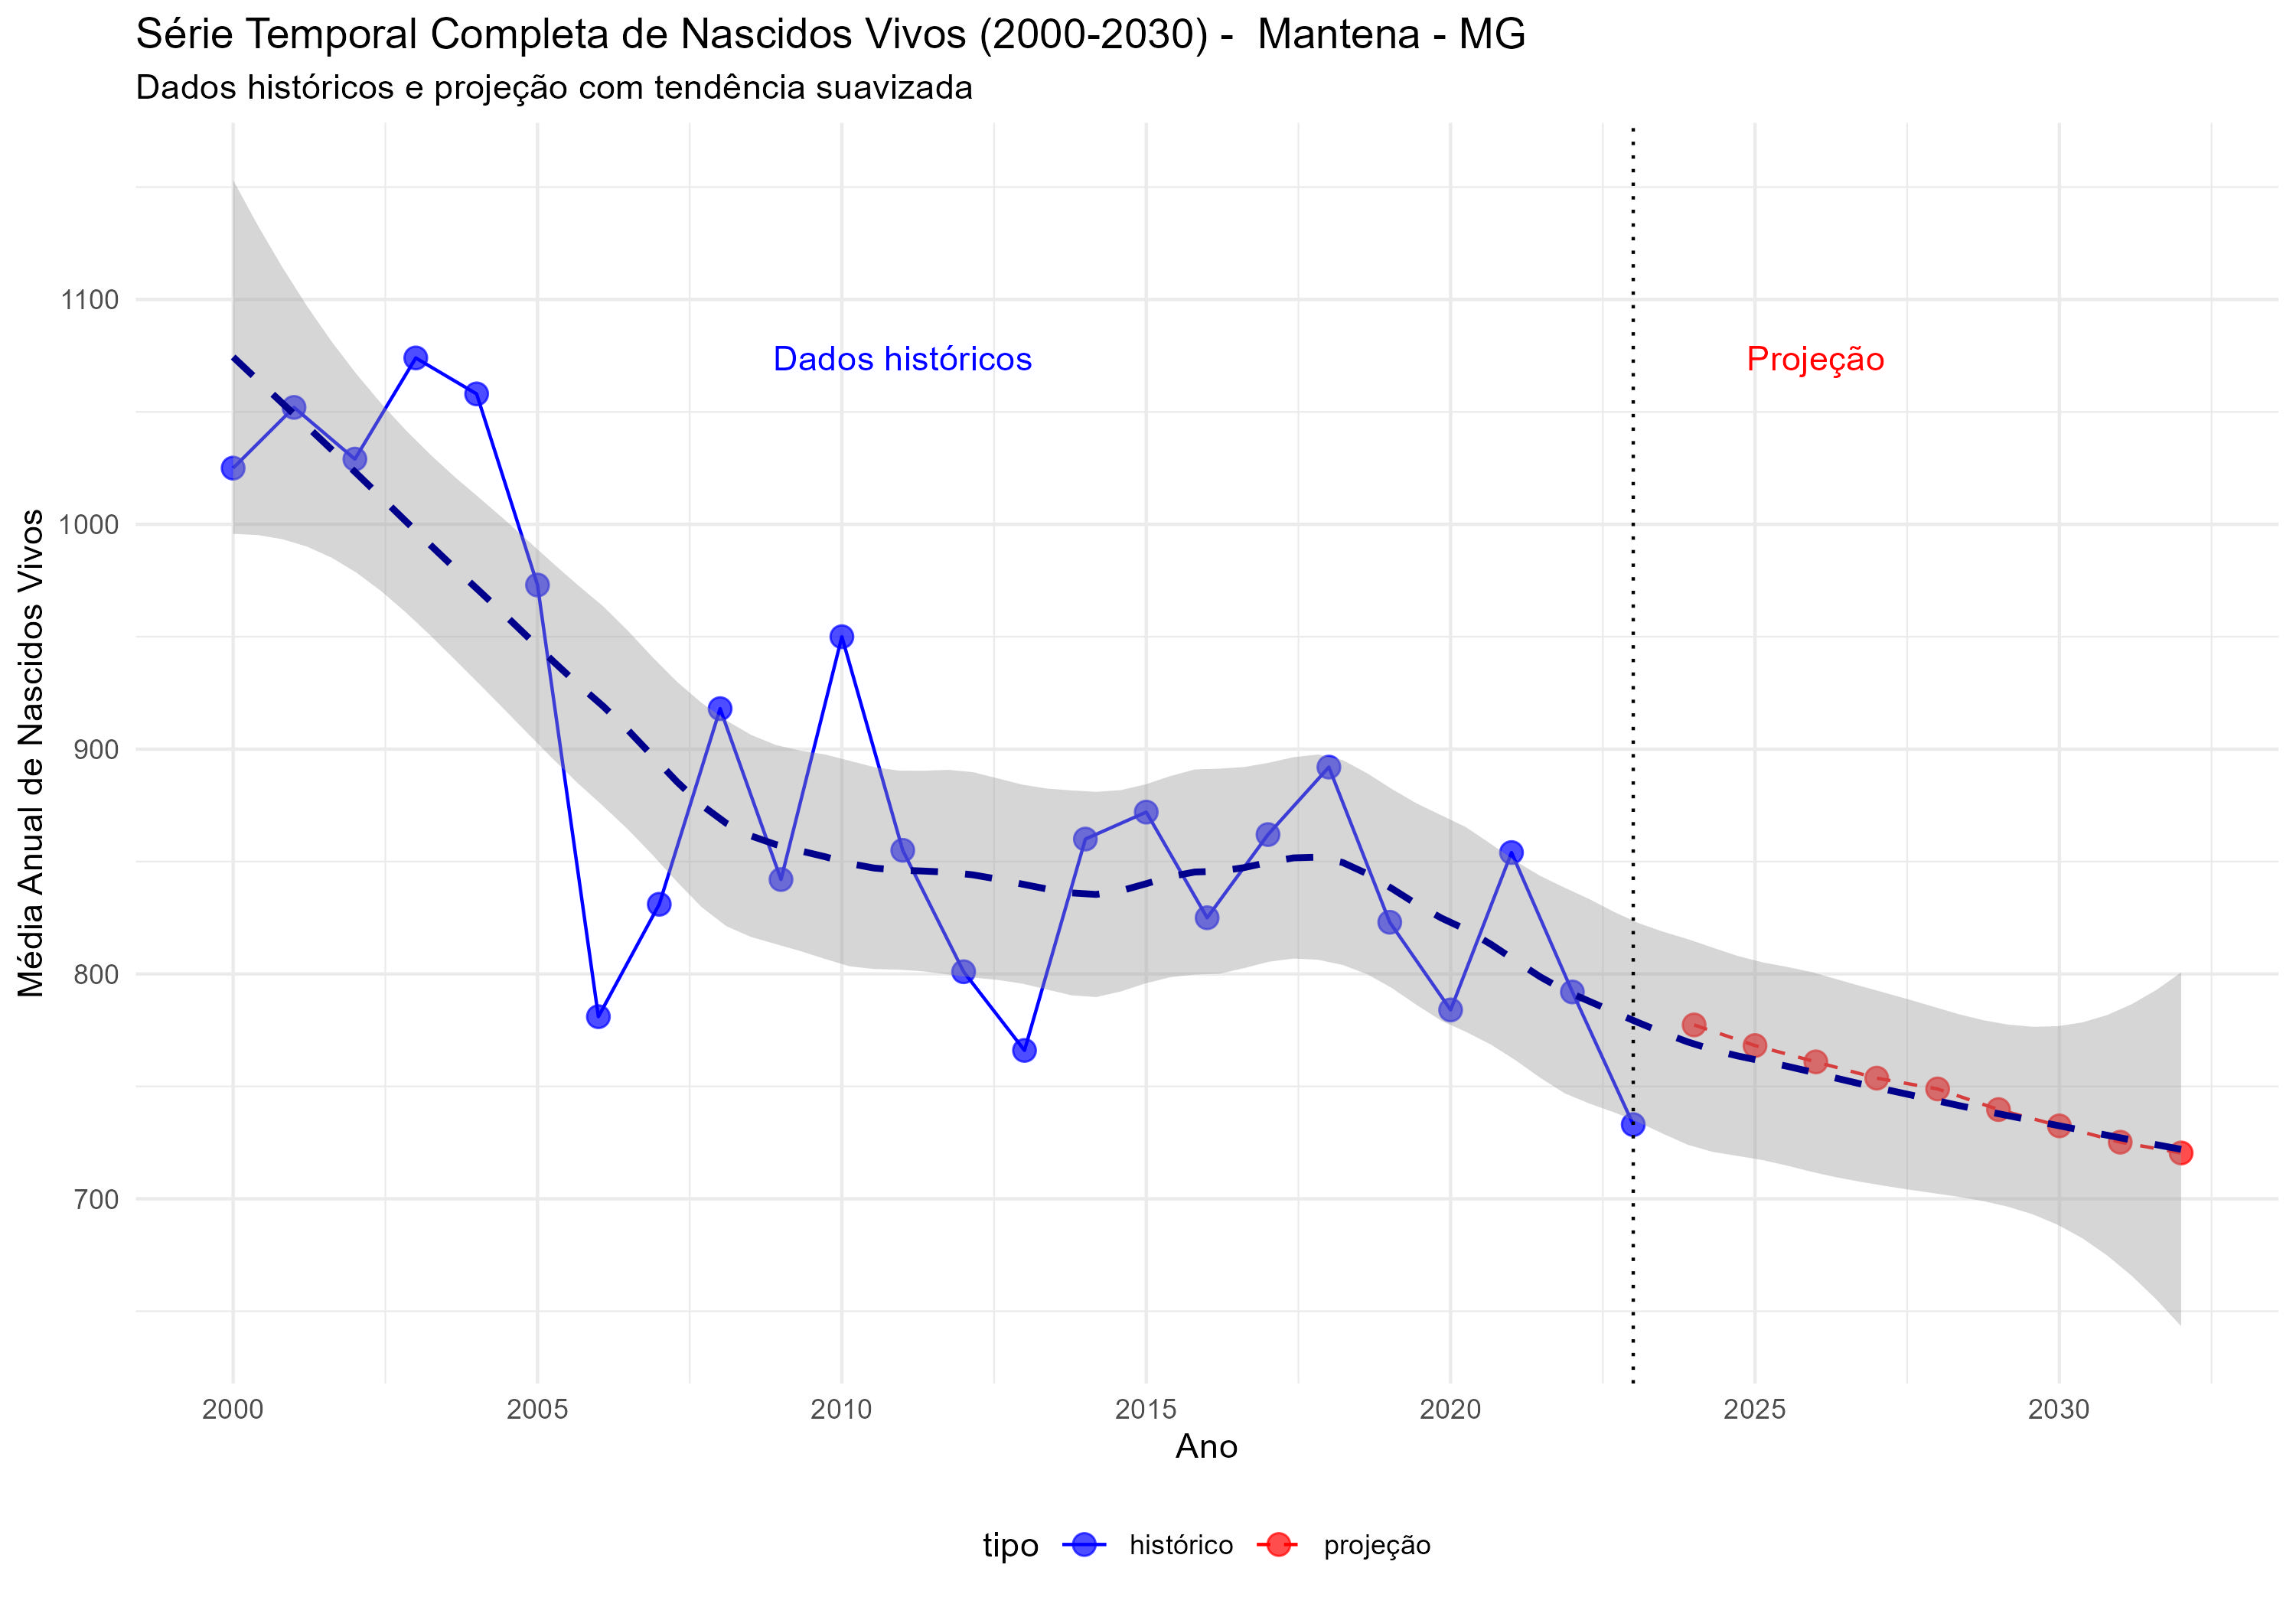 Série Temporal Completa de Nascidos Vivos (2000-2030) -  Mantena - MG
Dados históricos e projeção com tendência suavizada
Média Anual de Nascidos Vivos
1100
1000
900
800
700
Dados históricos
Projeção
2000
2005
2010
2015
2020
2025
2030
Ano
tipo
histórico
projeção